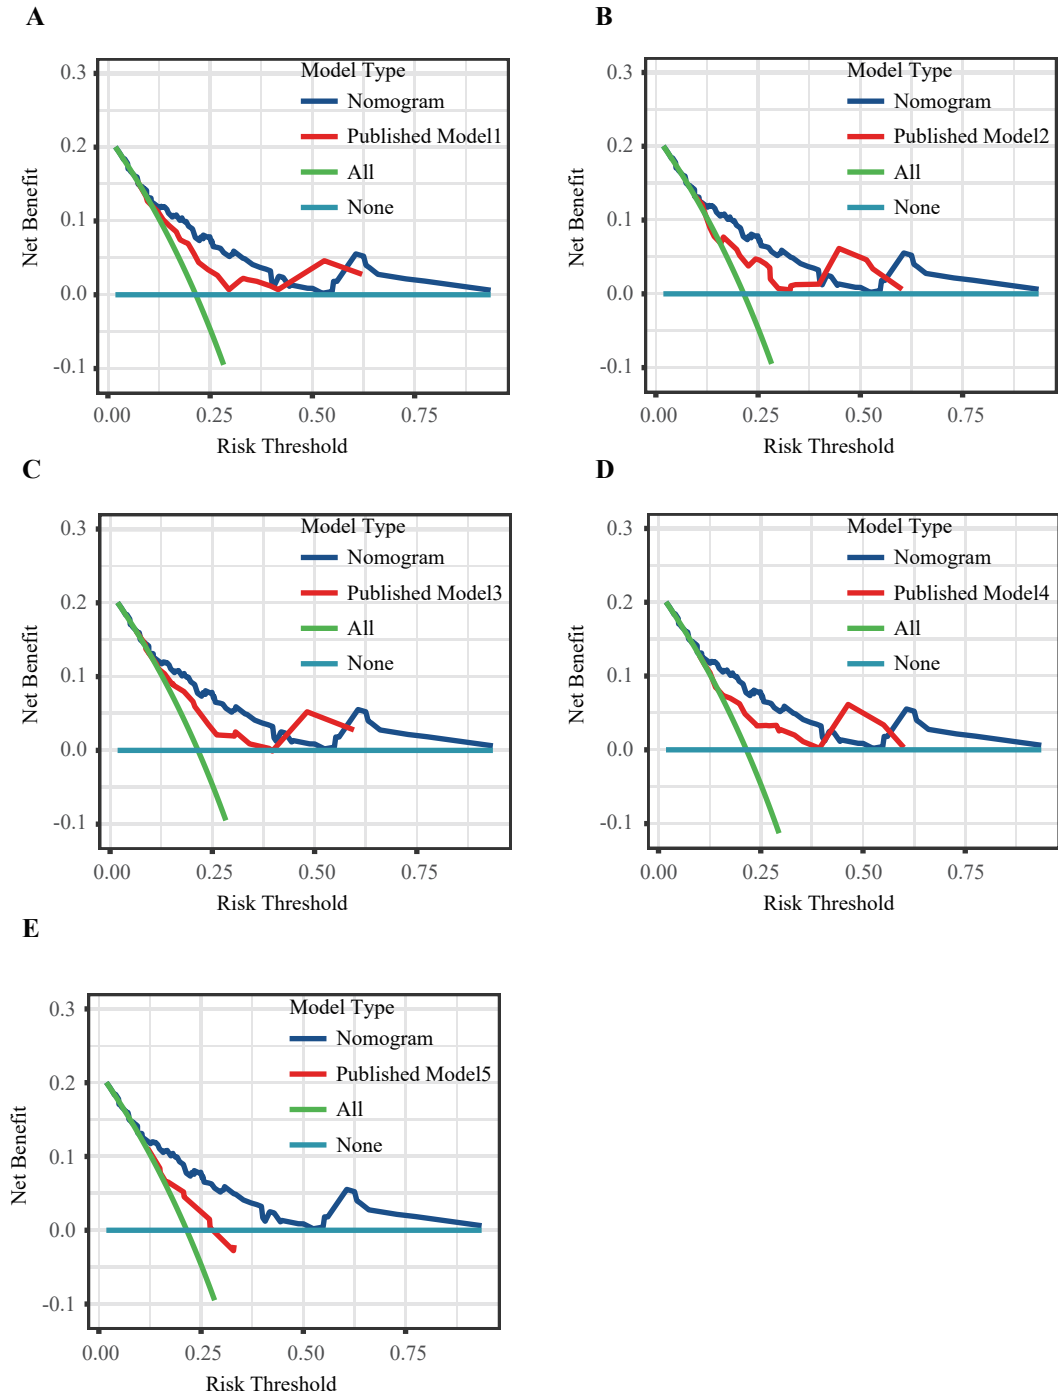 A
Model Type
Nomogram
Published Model1
All
None
0.3
0.2
0.1
0.0
-0.1
Net Benefit
0.00
0.25
0.50
0.75
Risk Threshold
B
Model Type
Nomogram
Published Model2
All
None
0.3
0.2
0.1
0.0
-0.1
Net Benefit
0.00
0.25
0.50
0.75
Risk Threshold
C
Model Type
Nomogram
Published Model3
All
None
0.3
0.2
0.1
0.0
-0.1
Net Benefit
0.00
0.25
0.50
0.75
Risk Threshold
D
Model Type
Nomogram
Published Model4
All
None
0.3
0.2
0.1
0.0
-0.1
Net Benefit
0.00
0.25
0.50
0.75
Risk Threshold
E
Model Type
Nomogram
Published Model5
All
None
0.3
0.2
0.1
0.0
-0.1
Net Benefit
0.00
0.25
0.50
0.75
Risk Threshold